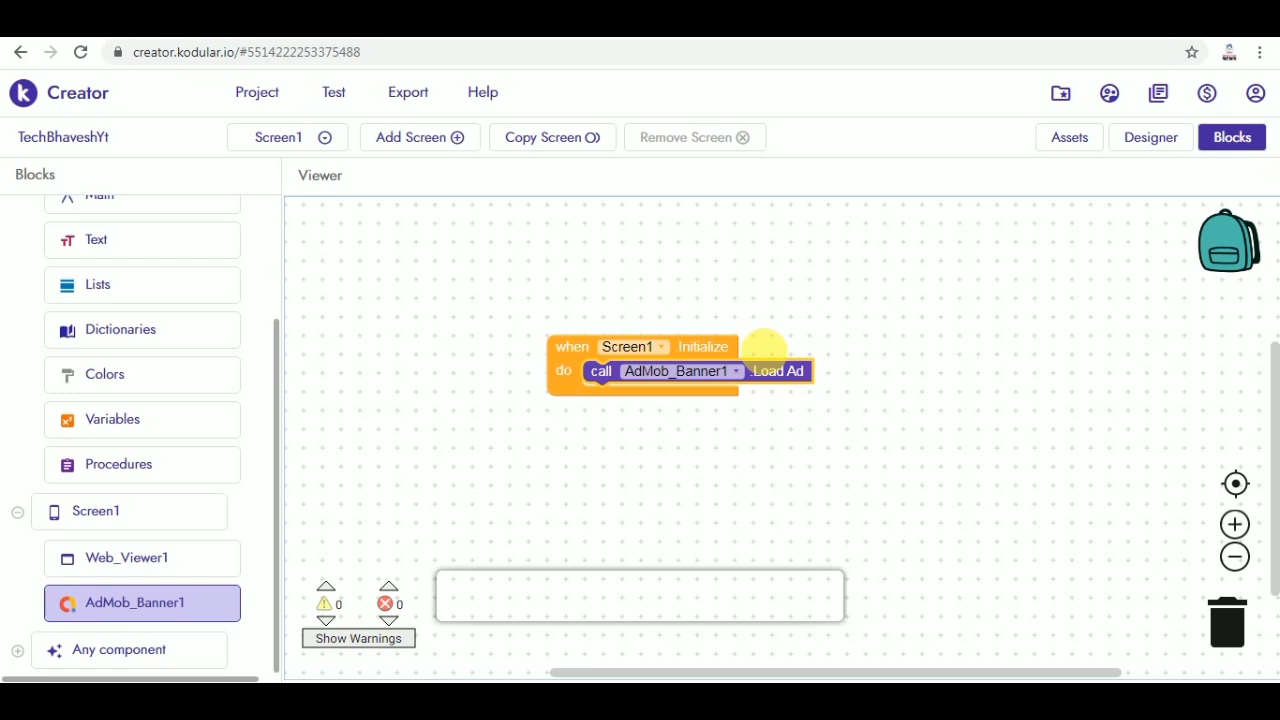 creator.kodular.io/#5514222253375488
Creator
Project
Test
Export
Help
TechBhaveshYt
Screen1
Add Screen
Copy Screen
Remove Screen
Assets
Designer
Blocks
Blocks
Viewer
Math
Text
Lists
Dictionaries
Colors
Variables
Procedures
Screen1
Web_Viewer1
AdMob_Banner1
Any component
when Screen1 .Initialize
do call AdMob_Banner1 .Load Ad
0
0
Show Warnings